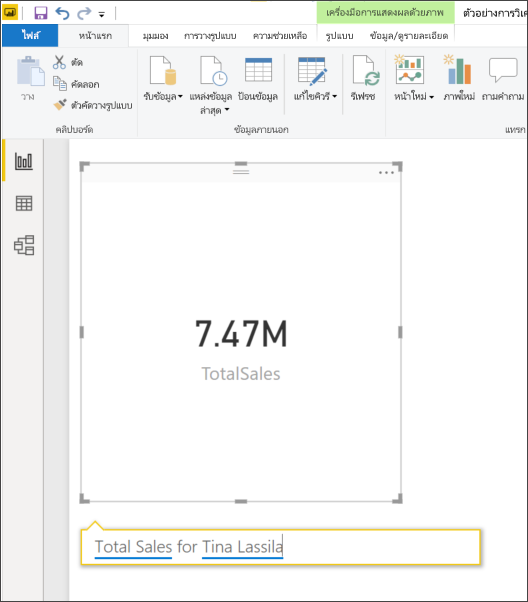 เครื่องมือการแสดงผลด้วยภาพ ตัวอย่างการวิเค
ไฟล์ หน้าแรก มุมมอง การวางรูปแบบ ความช่วยเหลือ รูปแบบ ข้อมูล/ดูรายละเอียด
วาง
ตัด
คัดลอก
ตัวคัดวางรูปแบบ
รับข้อมูล แหล่งข้อมูล ป้อนข้อมูล แก้ไขคิวรี รีเฟรช หน้าใหม่ ภาพใหม่ ถามคำถาม
ล่าสุด
คลิปบอร์ด ข้อมูลภายนอก แทรก
7.47M
TotalSales
Total Sales for Tina Lassila